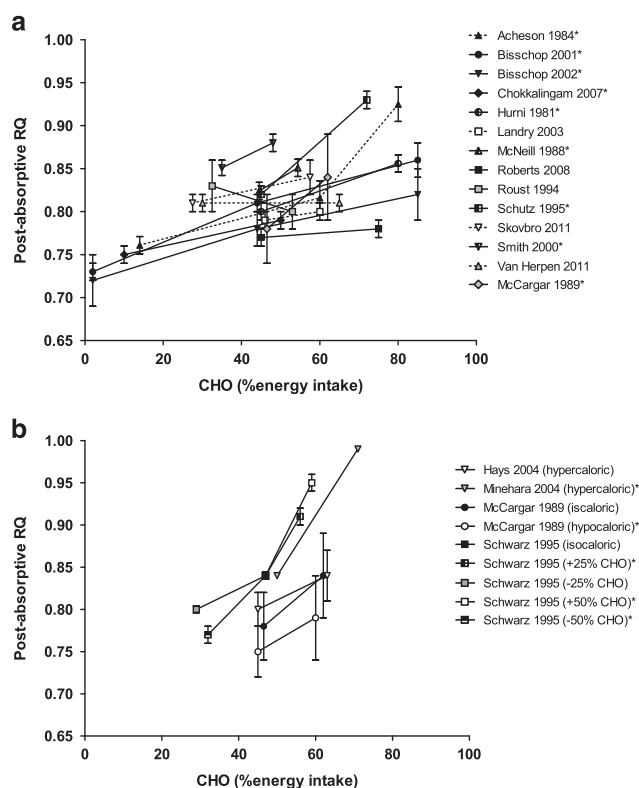 a
1.00
0.95
0.90
0.85
0.80
0.75
0.70
0.65
Post-absorptive RQ
0 20 40 60 80 100
CHO (%energy intake)
Acheson 1984*
Bisschop 2001*
Bisschop 2002*
Chokkalingam 2007*
Hurni 1981*
Landry 2003
McNeill 1988*
Roberts 2008
Roust 1994
Schutz 1995*
Skovbro 2011
Smith 2000*
Van Herpen 2011
McCargar 1989*
b
1.00
0.95
0.90
0.85
0.80
0.75
0.70
0.65
Post-absorptive RQ
0 20 40 60 80 100
CHO (%energy intake)
Hays 2004 (hypercaloric)
Minehara 2004 (hypercaloric)*
McCargar 1989 (iscaloric)
McCargar 1989 (hypocaloric)*
Schwarz 1995 (isocaloric)
Schwarz 1995 (+25% CHO)*
Schwarz 1995 (-25% CHO)
Schwarz 1995 (+50% CHO)*
Schwarz 1995 (-50% CHO)*